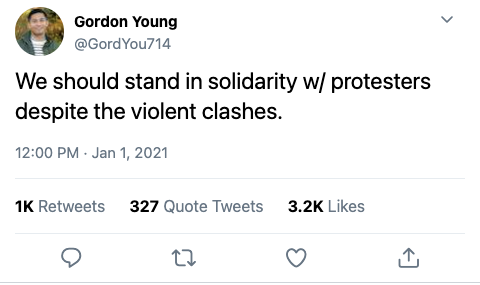 Gordon Young
@GordYou714
We should stand in solidarity w/ protesters
despite the violent clashes.
12:00 PM · Jan 1, 2021
1K Retweets 327 Quote Tweets 3.2K Likes